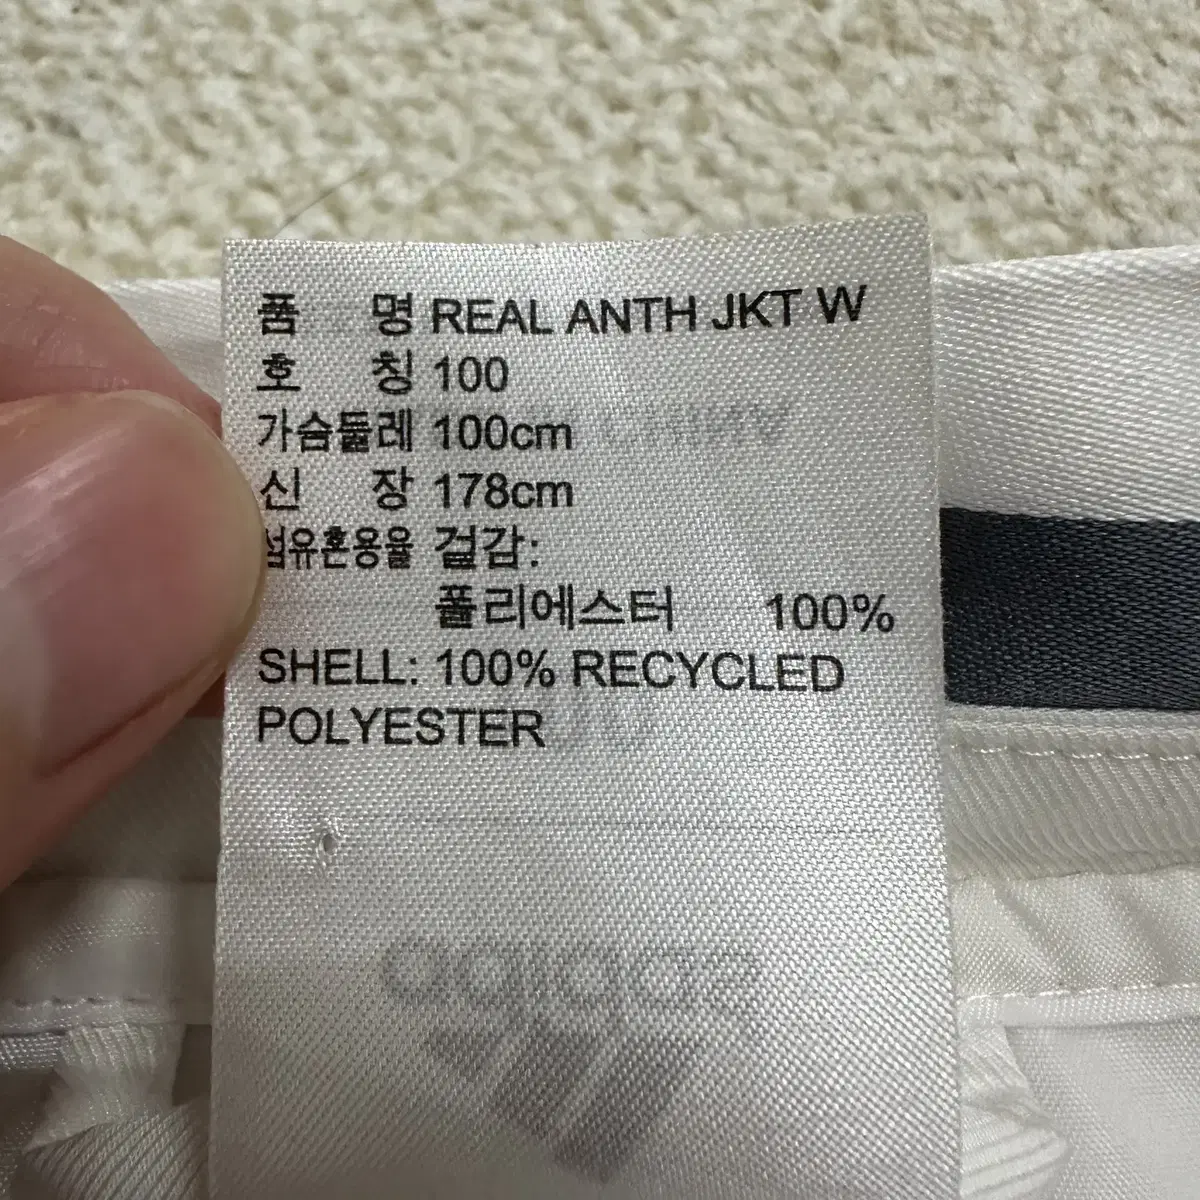 품 명 REAL ANTH JKT W
호 칭 100
가슴둘레 100cm
신 장 178cm
섬유혼용율 겉감:
폴리에스터 100%
SHELL: 100% RECYCLED
POLYESTER
adidas